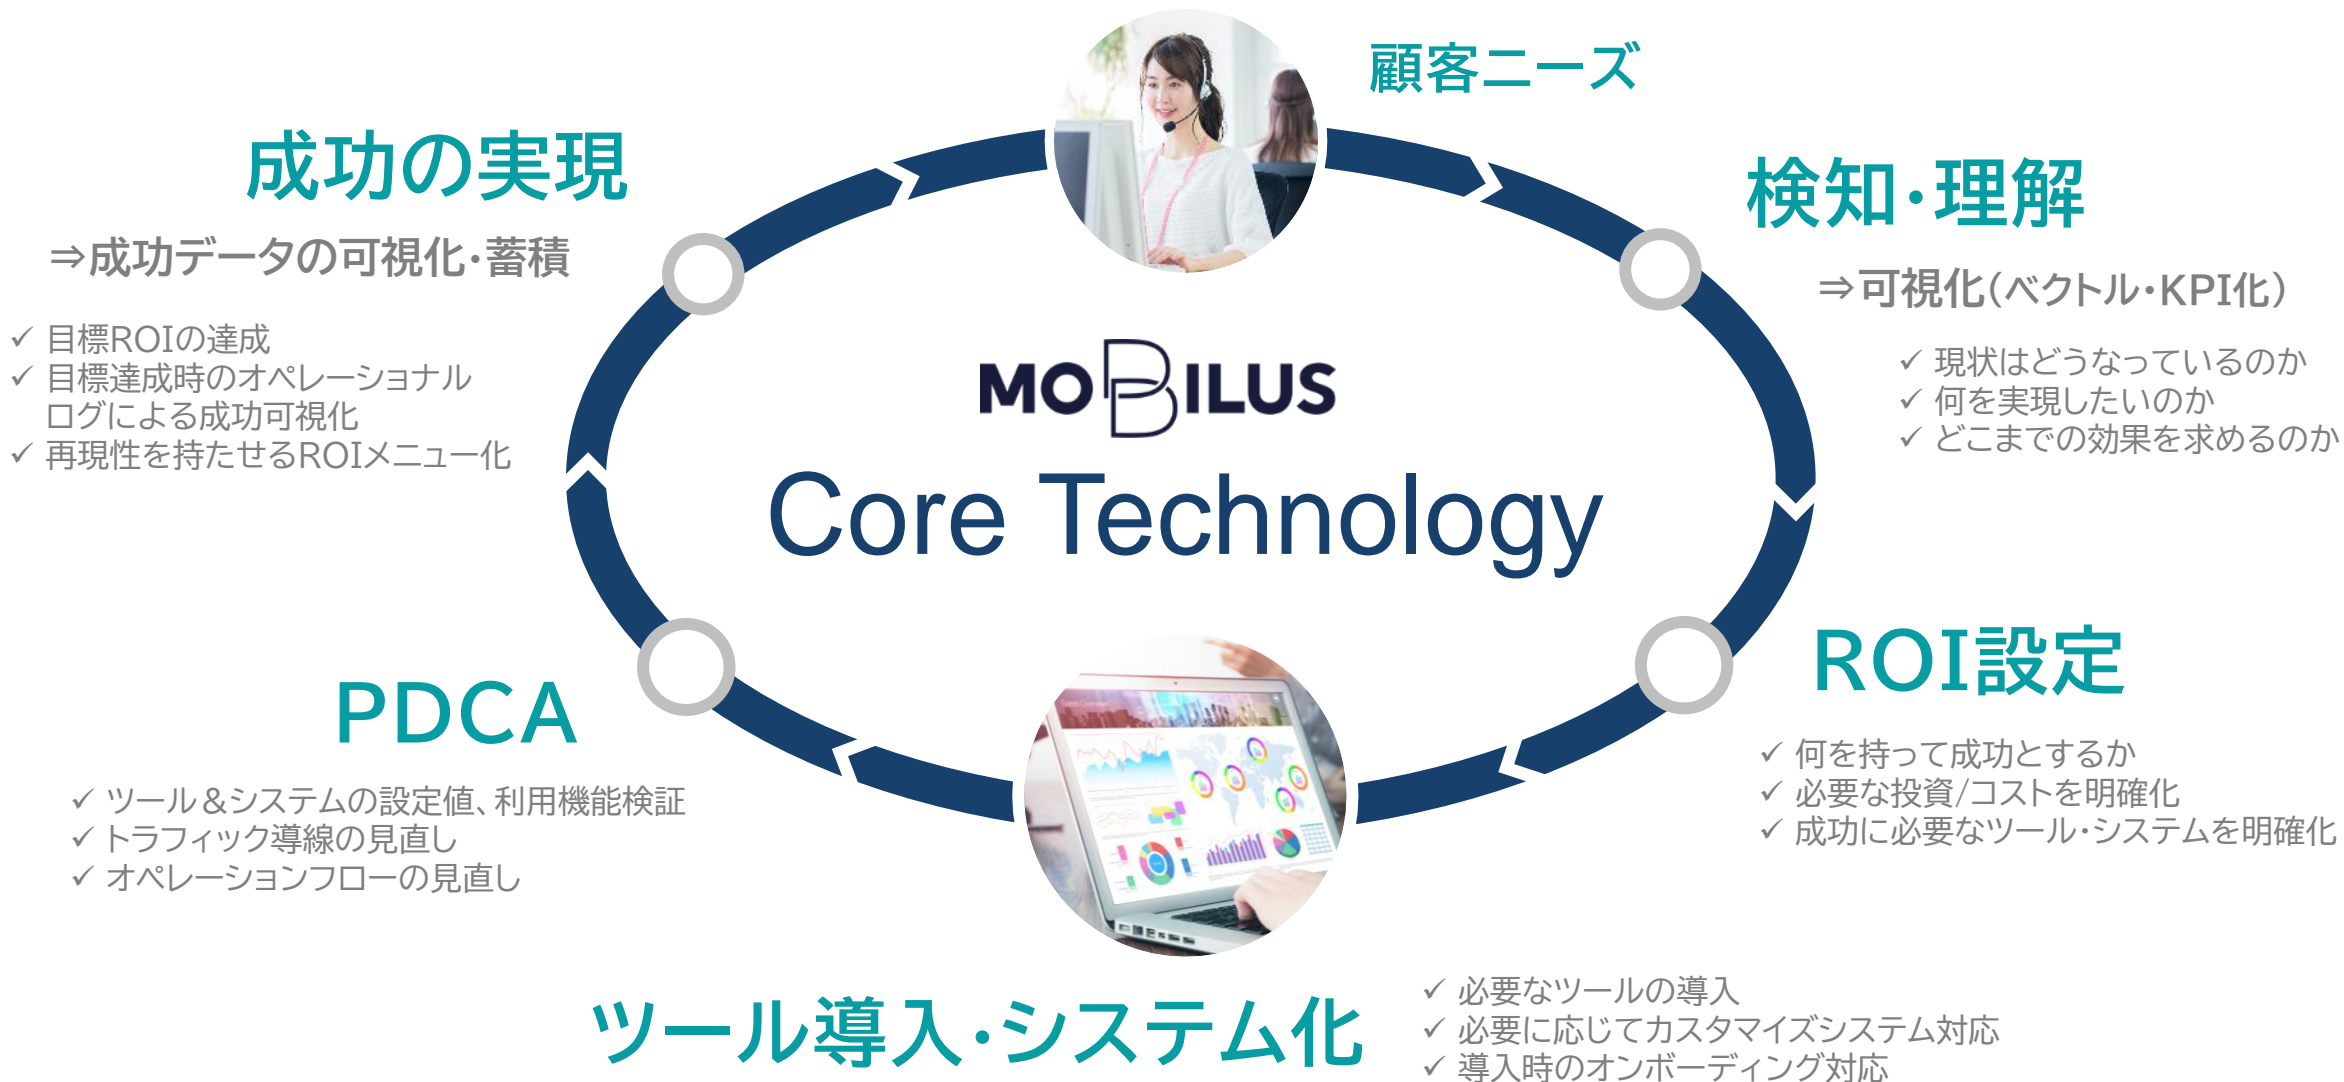 顧客ニーズ
検知・理解
⇒可視化(ベクトル・KPI化)
✓ 現状はどうなっているのか
✓ 何を実現したいのか
✓ どこまでの効果を求めるのか
ROI設定
✓ 何を持って成功とするか
✓ 必要な投資/コストを明確化
✓ 成功に必要なツール・システムを明確化
ツール導入・システム化
✓ 必要なツールの導入
✓ 必要に応じてカスタマイズシステム対応
✓ 導入時のオンボーディング対応
PDCA
✓ ツール&システムの設定値、利用機能検証
✓ トラフィック導線の見直し
✓ オペレーションフローの見直し
成功の実現
⇒成功データの可視化・蓄積
✓ 目標ROIの達成
✓ 目標達成時のオペレーショナル
ログによる成功可視化
✓ 再現性を持たせるROIメニュー化
MOBILUS
Core Technology